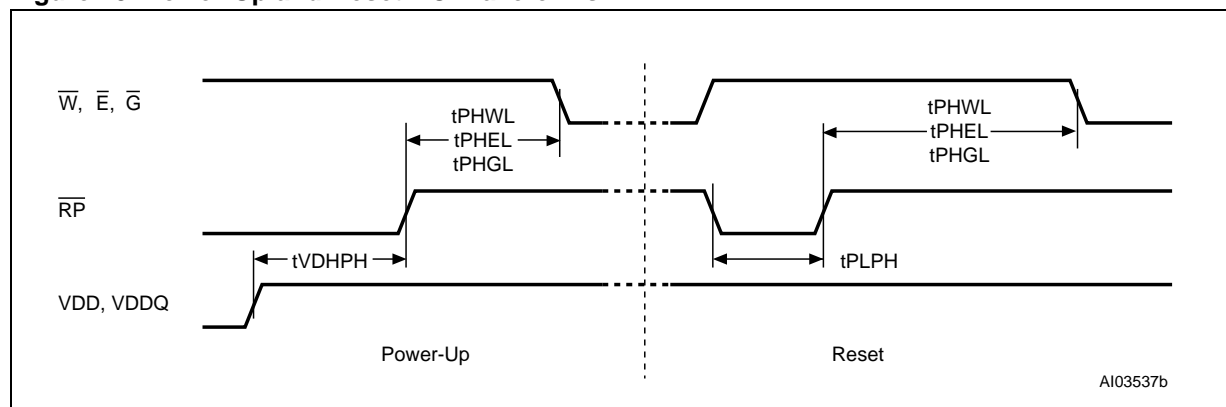 W, E, G
tPHWL
tPHEL
tPHGL
tPHWL
tPHEL
tPHGL
RP
tVDHPH
tPLPH
VDD, VDDQ
Power-Up
Reset
AI03537b